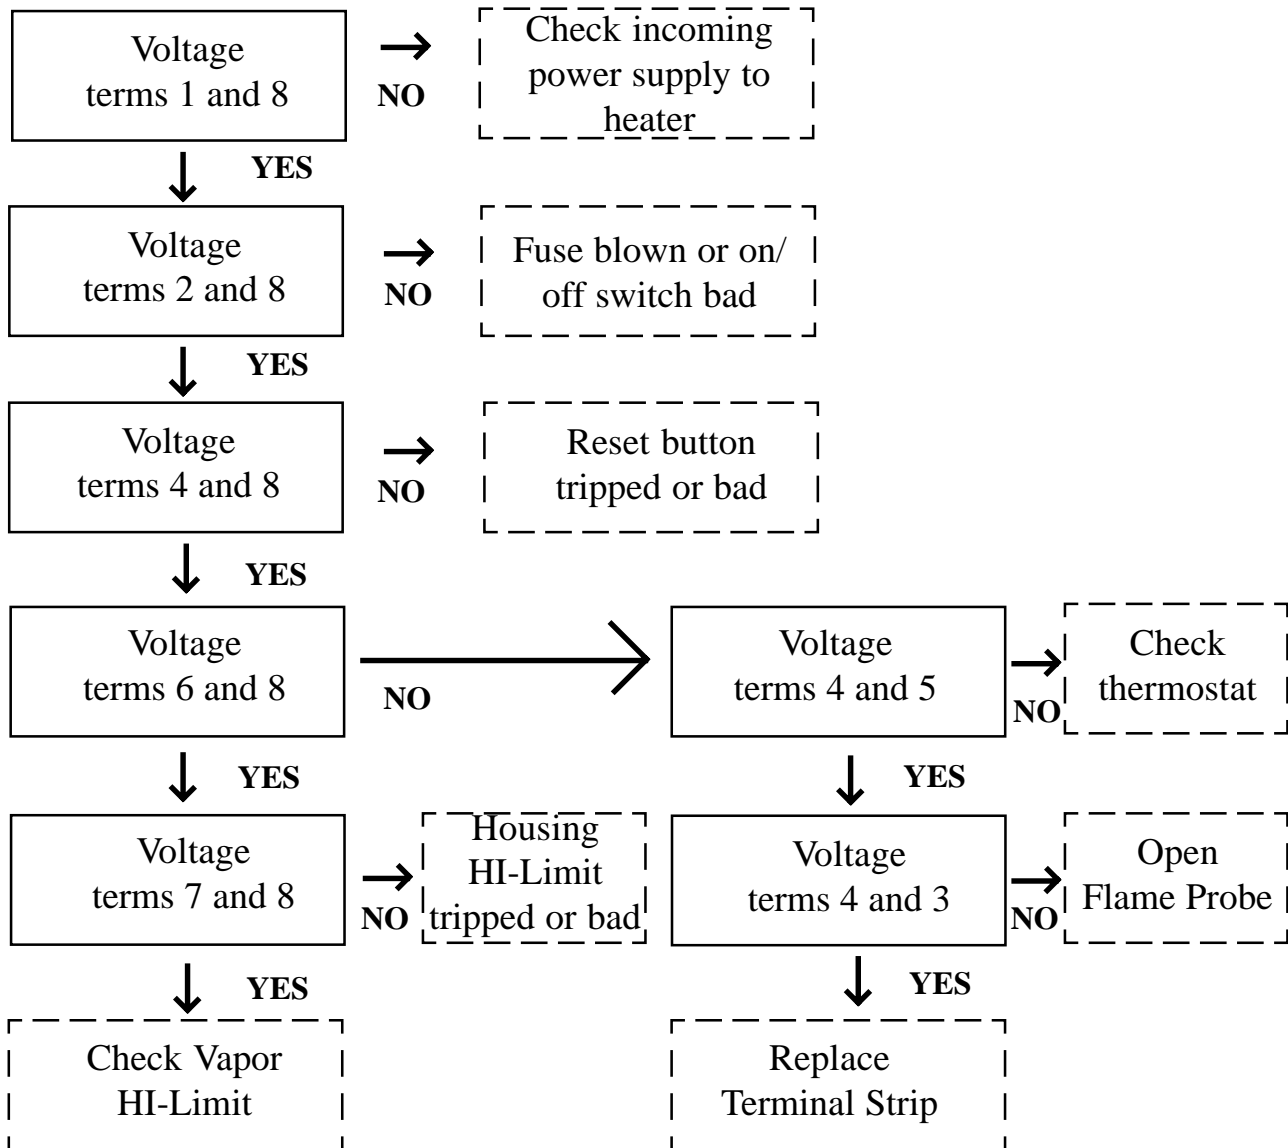 Voltage
terms 1 and 8
NO
Check incoming
power supply to
heater
YES
Voltage
terms 2 and 8
NO
Fuse blown or on/
off switch bad
YES
Voltage
terms 4 and 8
NO
Reset button
tripped or bad
YES
Voltage
terms 6 and 8
NO
Voltage
terms 4 and 5
NO
Check
thermostat
YES
YES
Voltage
terms 7 and 8
NO
Housing
HI-Limit
tripped or bad
Voltage
terms 4 and 3
NO
Open
Flame Probe
YES
YES
Check Vapor
HI-Limit
Replace
Terminal Strip